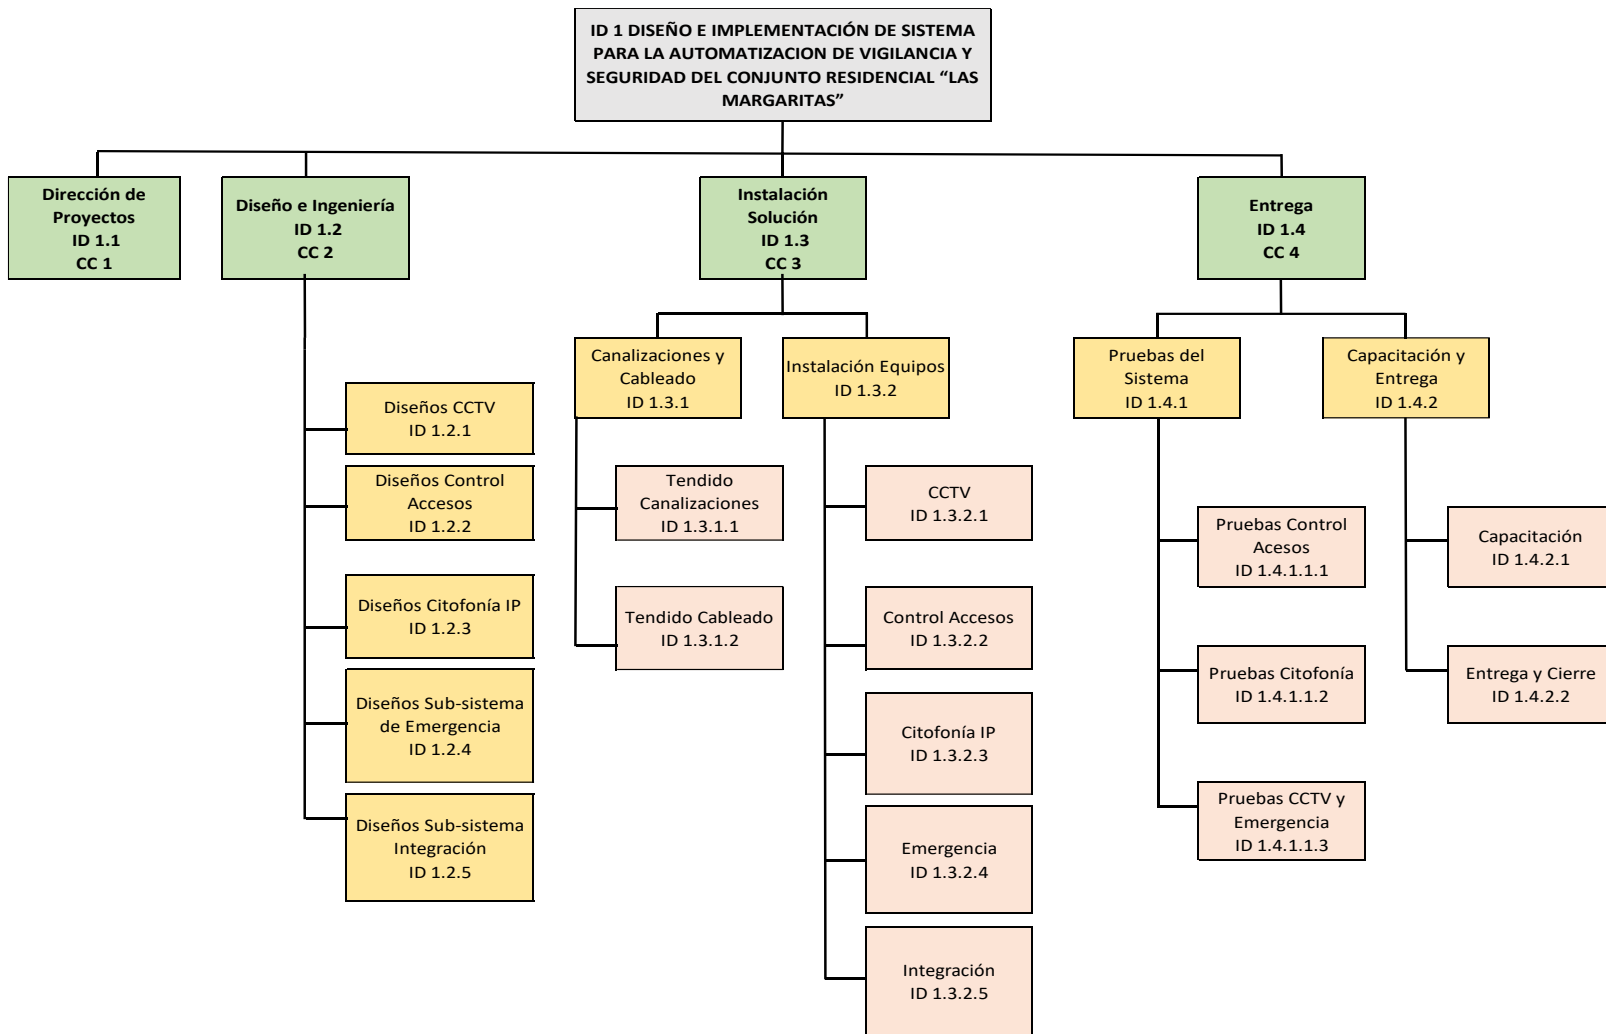 ID 1 DISEÑO E IMPLEMENTACIÓN DE SISTEMA
PARA LA AUTOMATIZACION DE VIGILANCIA Y
SEGURIDAD DEL CONJUNTO RESIDENCIAL “LAS
MARGARITAS”
Dirección de
Proyectos
ID 1.1
CC 1
Diseño e Ingeniería
ID 1.2
CC 2
Instalación
Solución
ID 1.3
CC 3
Entrega
ID 1.4
CC 4
Diseños CCTV
ID 1.2.1
Diseños Control
Accesos
ID 1.2.2
Diseños Citofonía IP
ID 1.2.3
Diseños Sub-sistema
de Emergencia
ID 1.2.4
Diseños Sub-sistema
Integración
ID 1.2.5
Canalizaciones y
Cableado
ID 1.3.1
Tendido
Canalizaciones
ID 1.3.1.1
Tendido Cableado
ID 1.3.1.2
Instalación Equipos
ID 1.3.2
CCTV
ID 1.3.2.1
Control Accesos
ID 1.3.2.2
Citofonía IP
ID 1.3.2.3
Emergencia
ID 1.3.2.4
Integración
ID 1.3.2.5
Pruebas del
Sistema
ID 1.4.1
Pruebas Control
Acesos
ID 1.4.1.1.1
Pruebas Citofonía
ID 1.4.1.1.2
Pruebas CCTV y
Emergencia
ID 1.4.1.1.3
Capacitación y
Entrega
ID 1.4.2
Capacitación
ID 1.4.2.1
Entrega y Cierre
ID 1.4.2.2